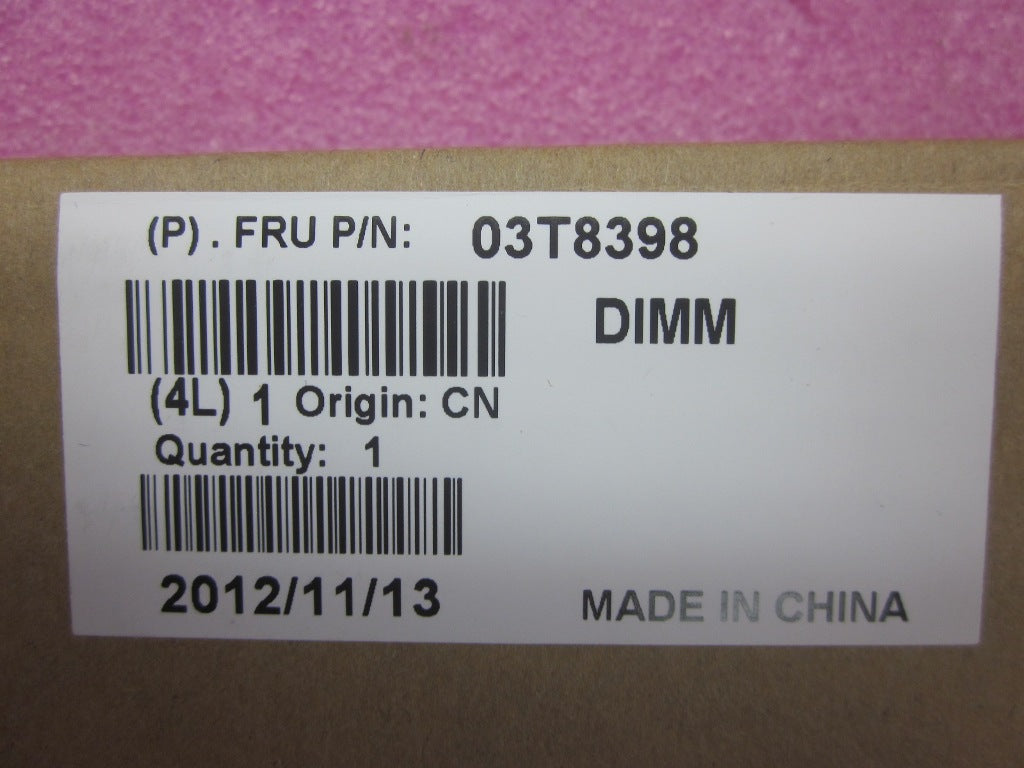 (P) . FRU P/N: 03T8398
DIMM
(4L) 1 Origin: CN
Quantity: 1
2012/11/13
MADE IN CHINA